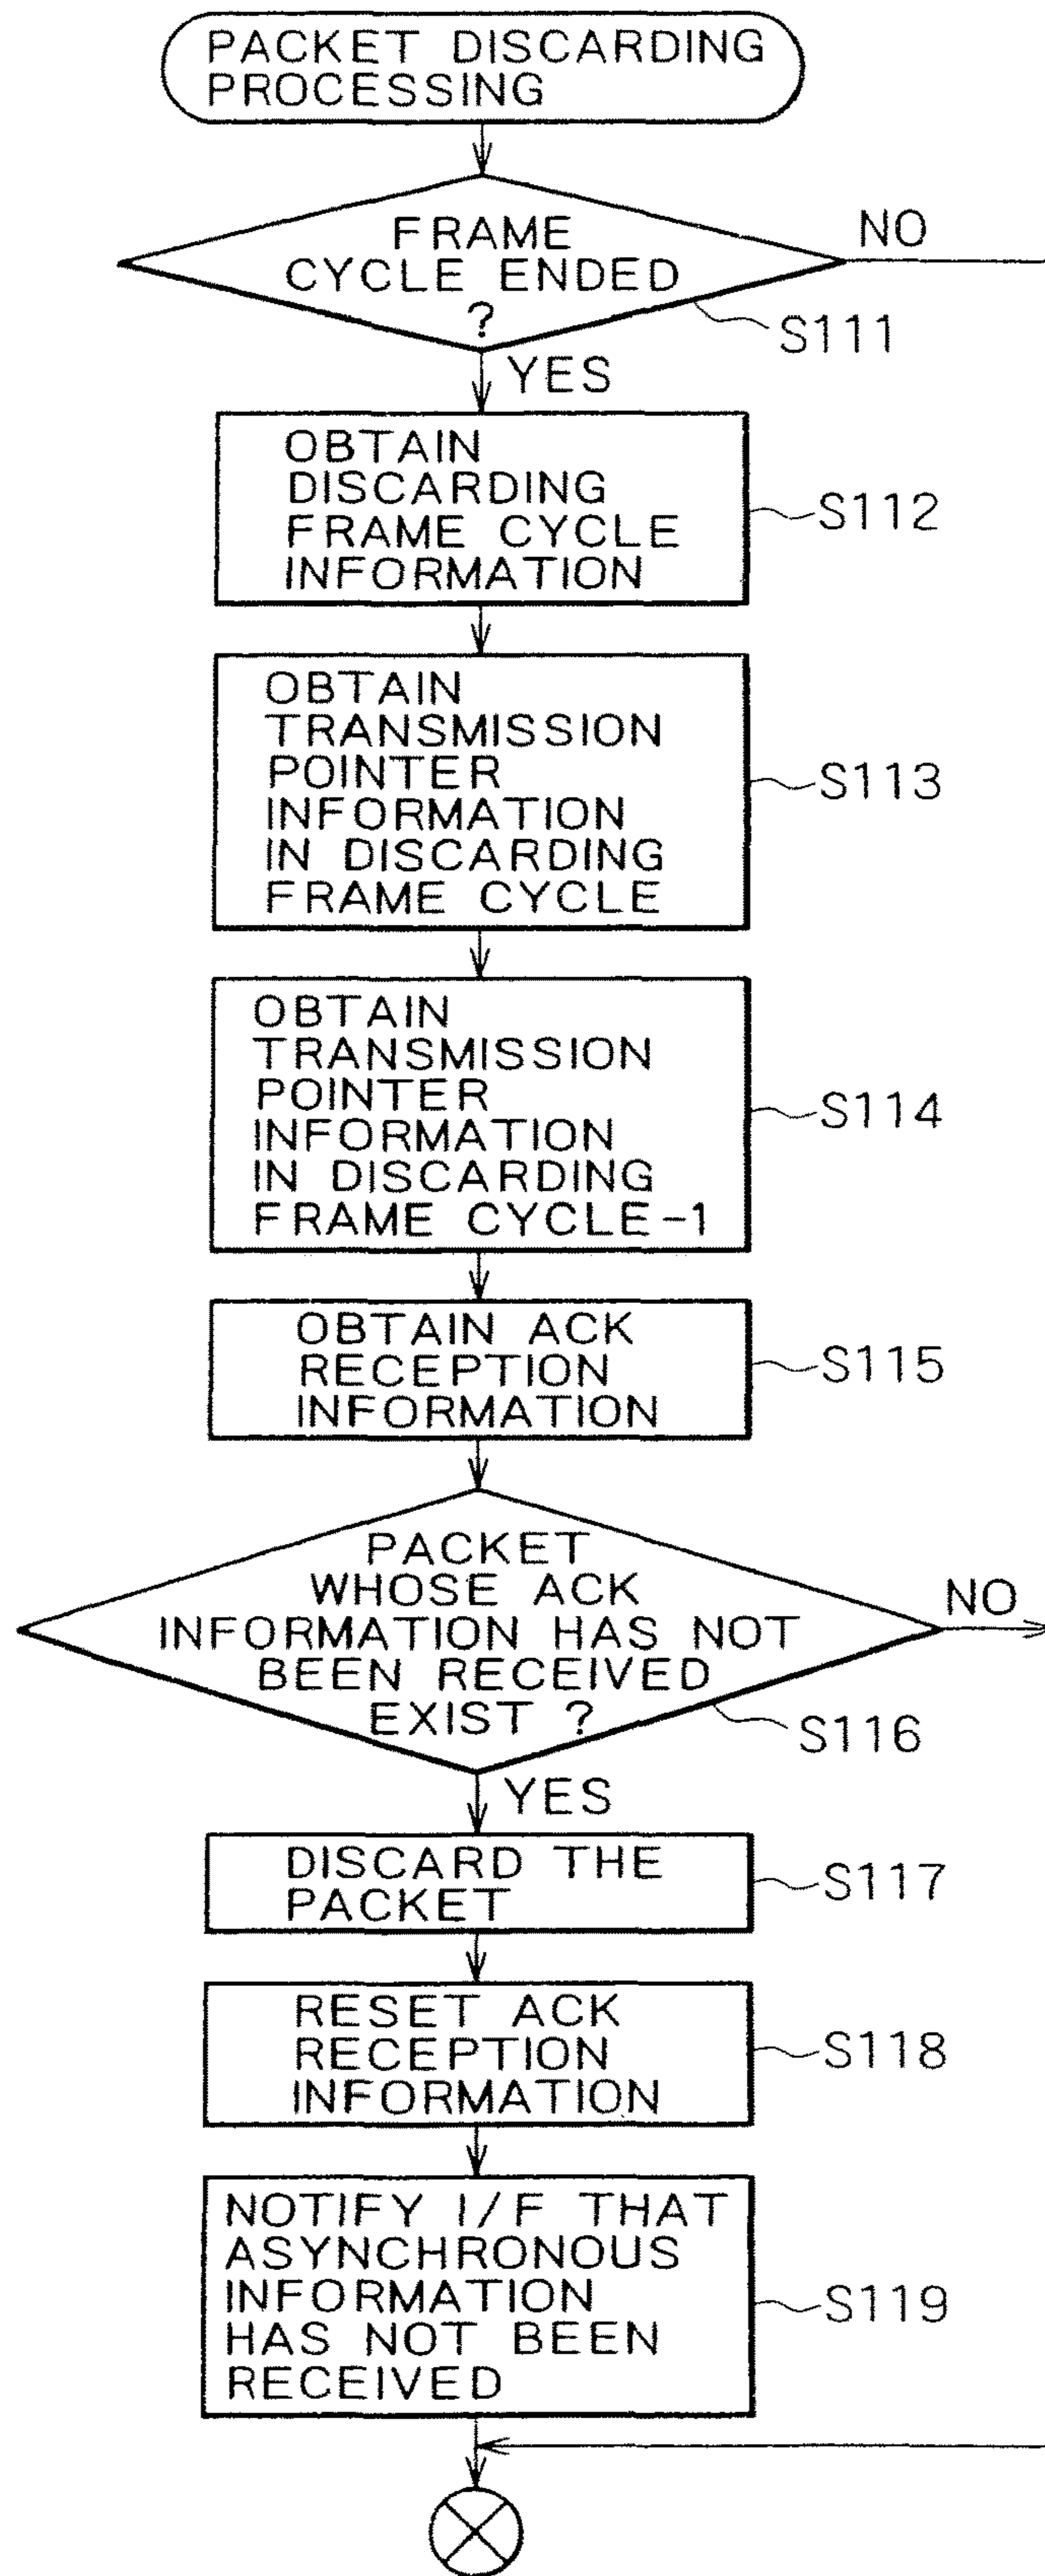 PACKET DISCARDING
PROCESSING
FRAME
CYCLE ENDED
?
NO
S111
YES
OBTAIN
DISCARDING
FRAME CYCLE
INFORMATION
S112
OBTAIN
TRANSMISSION
POINTER
INFORMATION
IN DISCARDING
FRAME CYCLE
S113
OBTAIN
TRANSMISSION
POINTER
INFORMATION
IN DISCARDING
FRAME CYCLE-1
S114
OBTAIN ACK
RECEPTION
INFORMATION
S115
PACKET
WHOSE ACK
INFORMATION HAS NOT
BEEN RECEIVED
EXIST ?
NO
S116
YES
DISCARD THE
PACKET
S117
RESET ACK
RECEPTION
INFORMATION
S118
NOTIFY I/F THAT
ASYNCHRONOUS
INFORMATION
HAS NOT BEEN
RECEIVED
S119